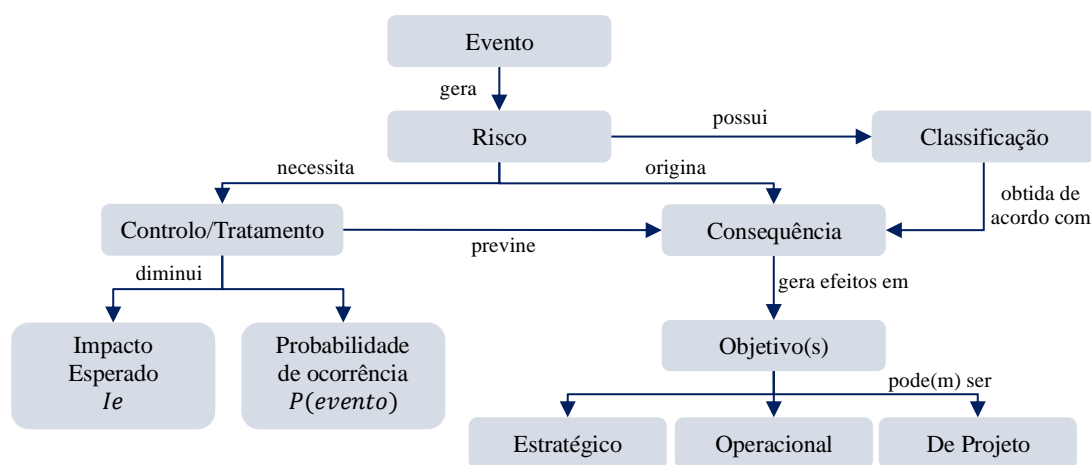 Evento
gera
Risco
possui
Classificação
necessita
origina
obtida de
acordo com
Controlo/Tratamento
previne
Consequência
diminui
gera efeitos em
Impacto
Esperado
Ie
Probabilidade
de ocorrência
P(evento)
Objetivo(s)
pode(m) ser
Estratégico
Operacional
De Projeto